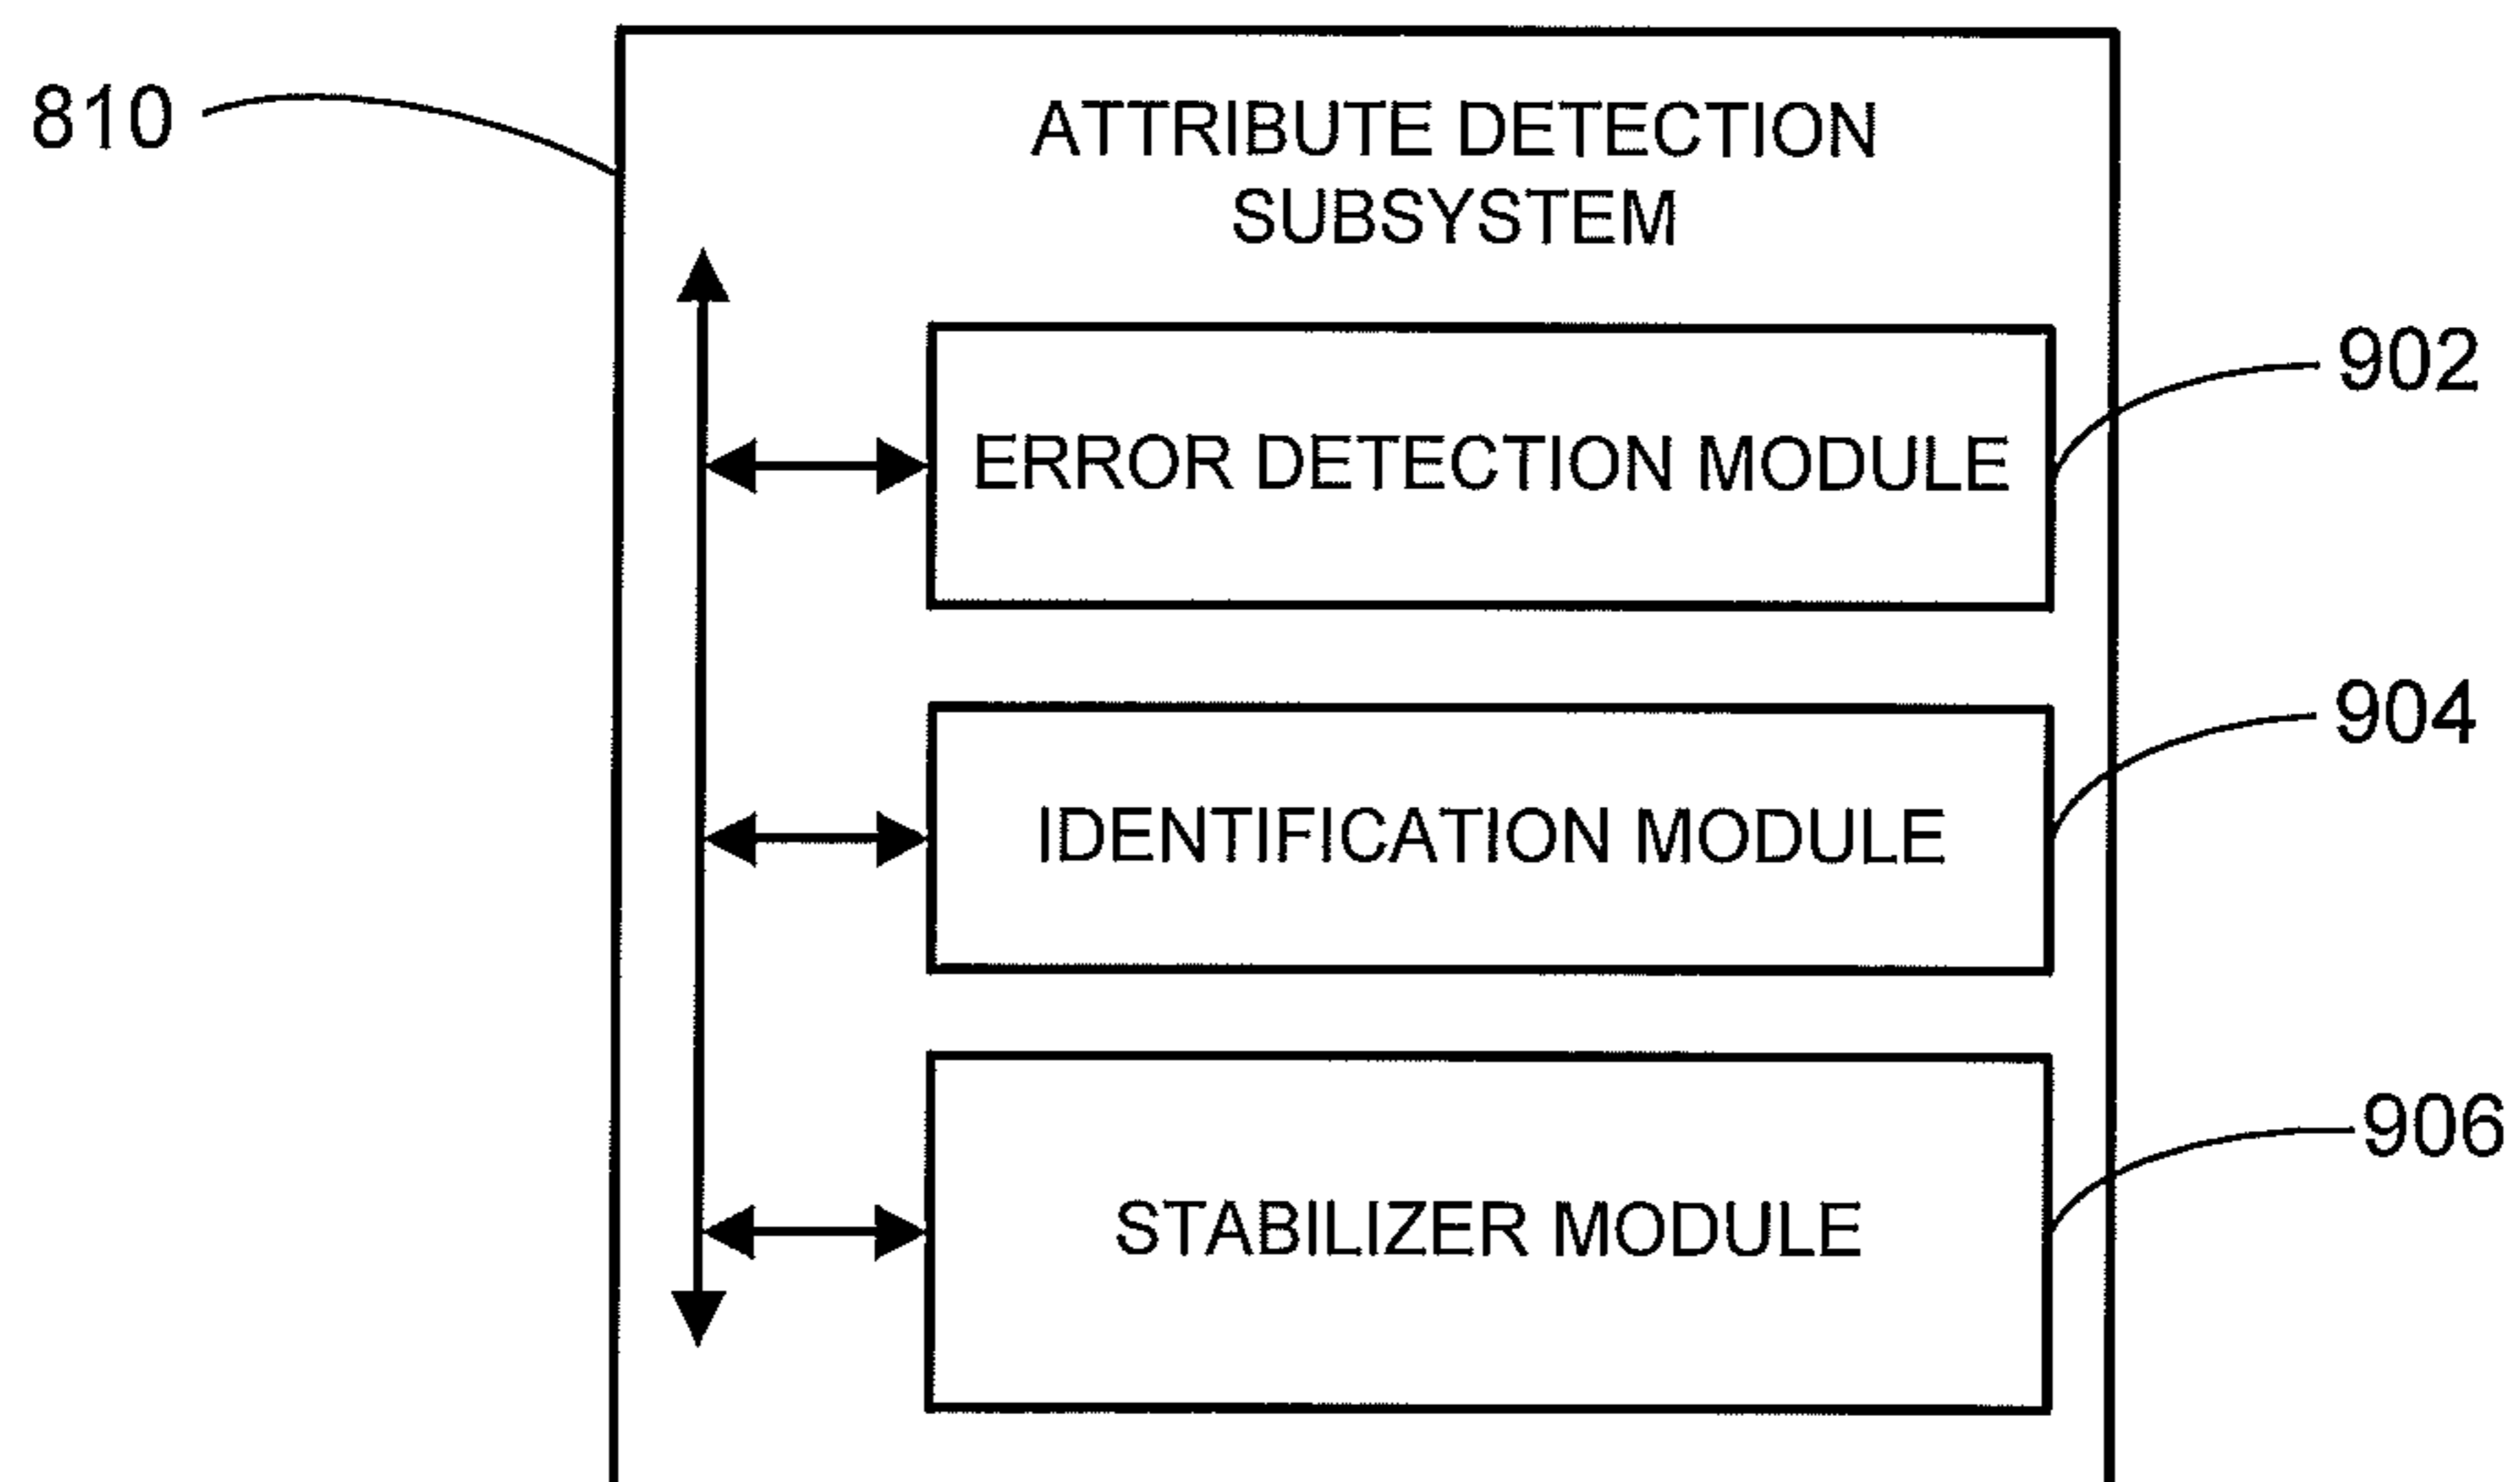 810
ATTRIBUTE DETECTION
SUBSYSTEM
902
ERROR DETECTION MODULE
904
IDENTIFICATION MODULE
906
STABILIZER MODULE